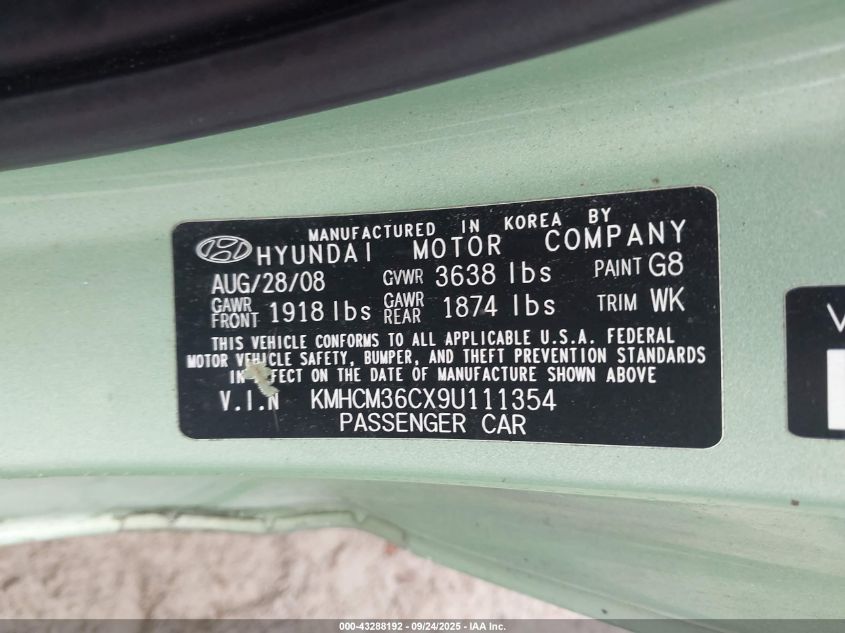 MANUFACTURED IN KOREA BY
HYUNDAI MOTOR COMPANY
AUG/28/08 GVWR 3638 lbs PAINT G8
GAWR FRONT 1918 lbs GAWR REAR 1874 lbs TRIM WK
THIS VEHICLE CONFORMS TO ALL APPLICABLE U.S.A. FEDERAL
MOTOR VEHICLE SAFETY, BUMPER, AND THEFT PREVENTION STANDARDS
IN EFFECT ON THE DATE OF MANUFACTURE SHOWN ABOVE
V.I.N KMHCM36CX9U111354
PASSENGER CAR
V
000-43288192 - 09/24/2025 - IAA Inc.